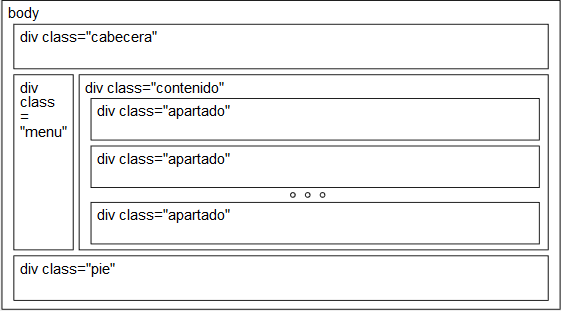 body
div class="cabecera"
div
class
=
"menu"
div class="contenido"
div class="apartado"
div class="apartado"
div class="apartado"
div class="pie"